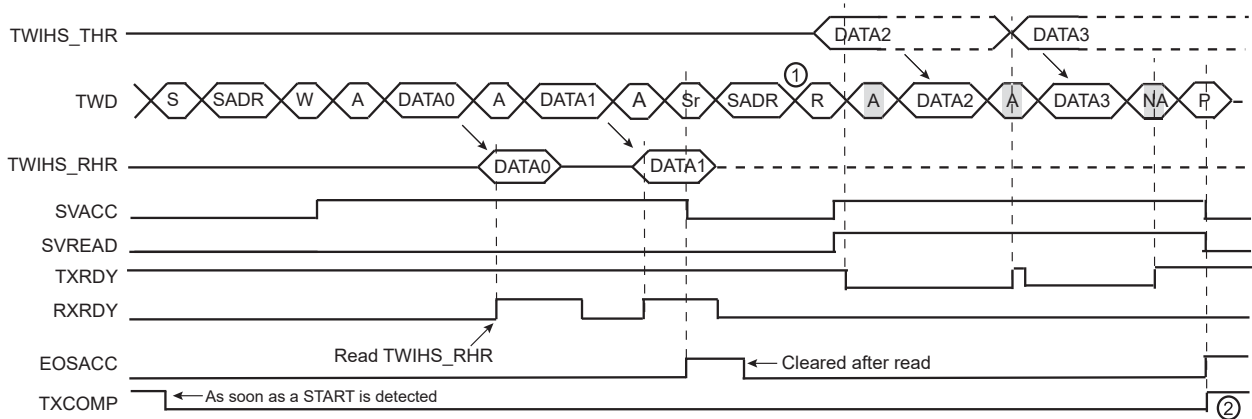 TWIHS_THR DATA2 DATA3
1
TWD S SADR W A DATA0 A DATA1 A Sr SADR R A DATA2 A DATA3 NA P
TWIHS_RHR DATA0 DATA1
SVACC
SVREAD
TXRDY
RXRDY
Read TWIHS_RHR
EOSACC Cleared after read
As soon as a START is detected
TXCOMP 2